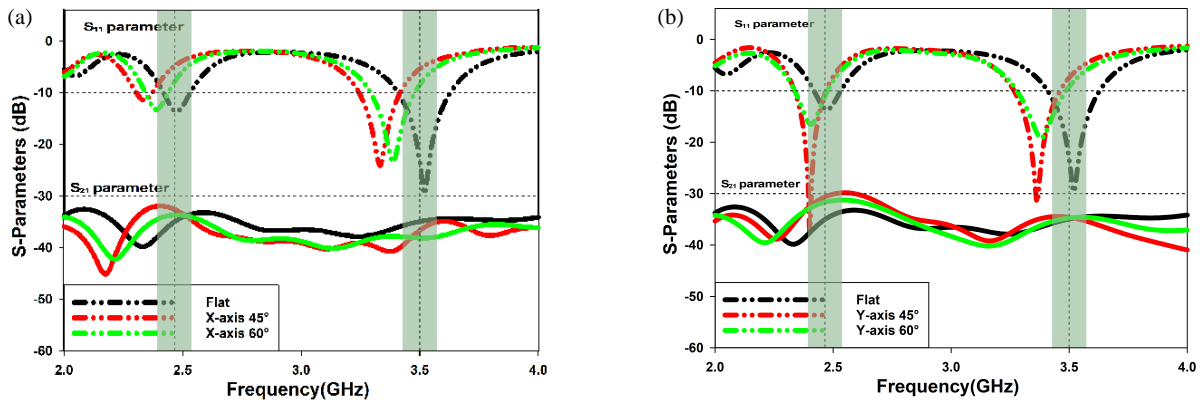 (a)
S₁₁ parameter
0
-10
-20
-30
-40
-50
-60
S-Parameters (dB)
S₂₁ parameter
Flat
X-axis 45°
X-axis 60°
2.0 2.5 3.0 3.5 4.0
Frequency(GHz)
(b)
S₁₁ parameter
0
-10
-20
-30
-40
-50
-60
S-Parameters (dB)
S₂₁ parameter
Flat
Y-axis 45°
Y-axis 60°
2.0 2.5 3.0 3.5 4.0
Frequency(GHz)